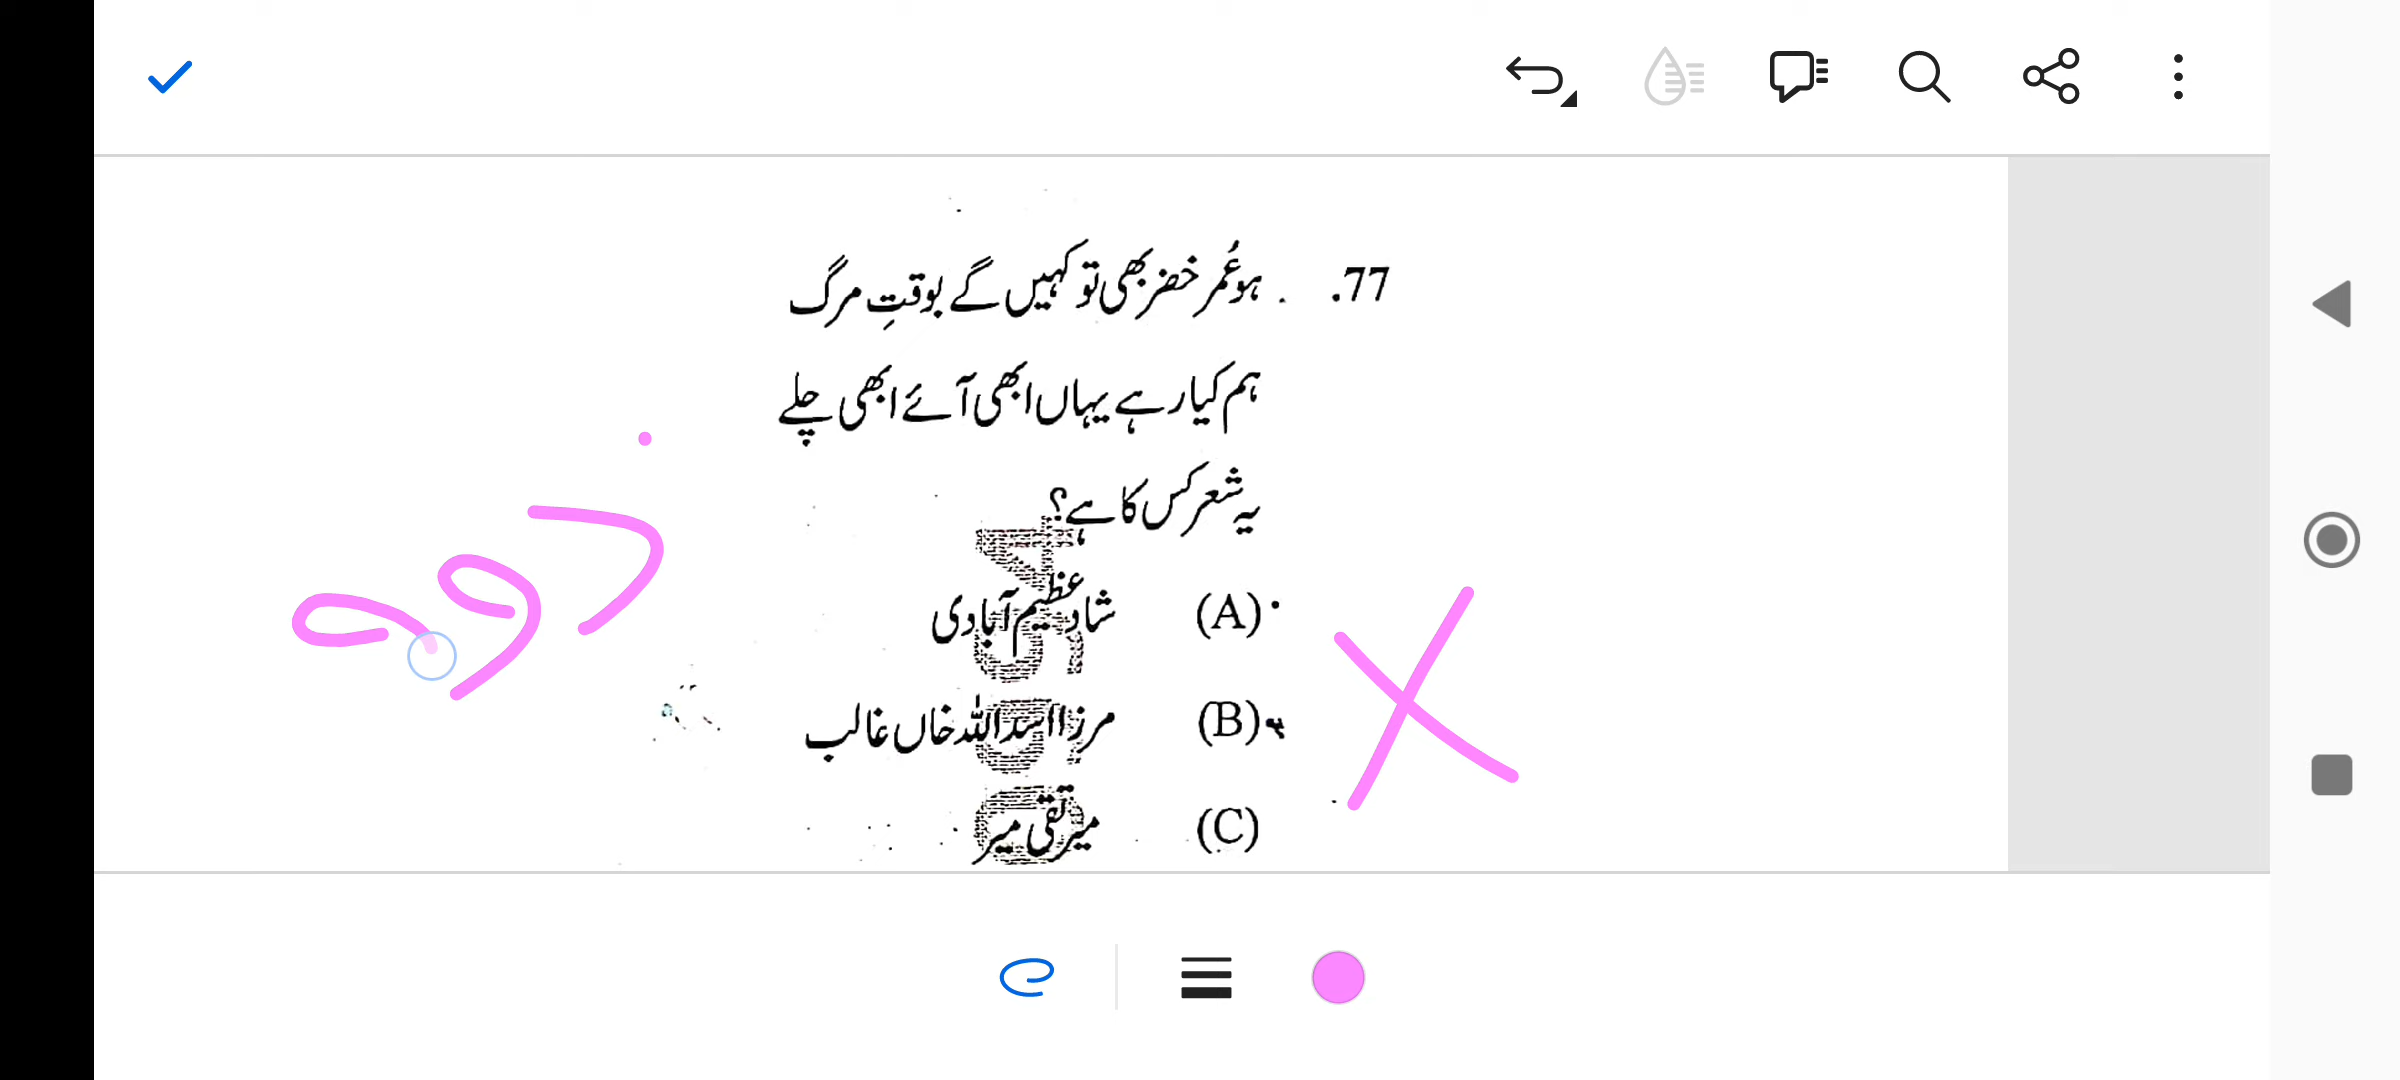 77. ہو عُمر خضر بھی تو کہیں گے بوقتِ مرگ
ہم کیا رہے یہاں ابھی آئے ابھی چلے
یہ شعر کس کا ہے؟
(A) شاد عظیم آبادی
(B) مرزا اسد اللہ خاں غالب
(C) میر تقی میر